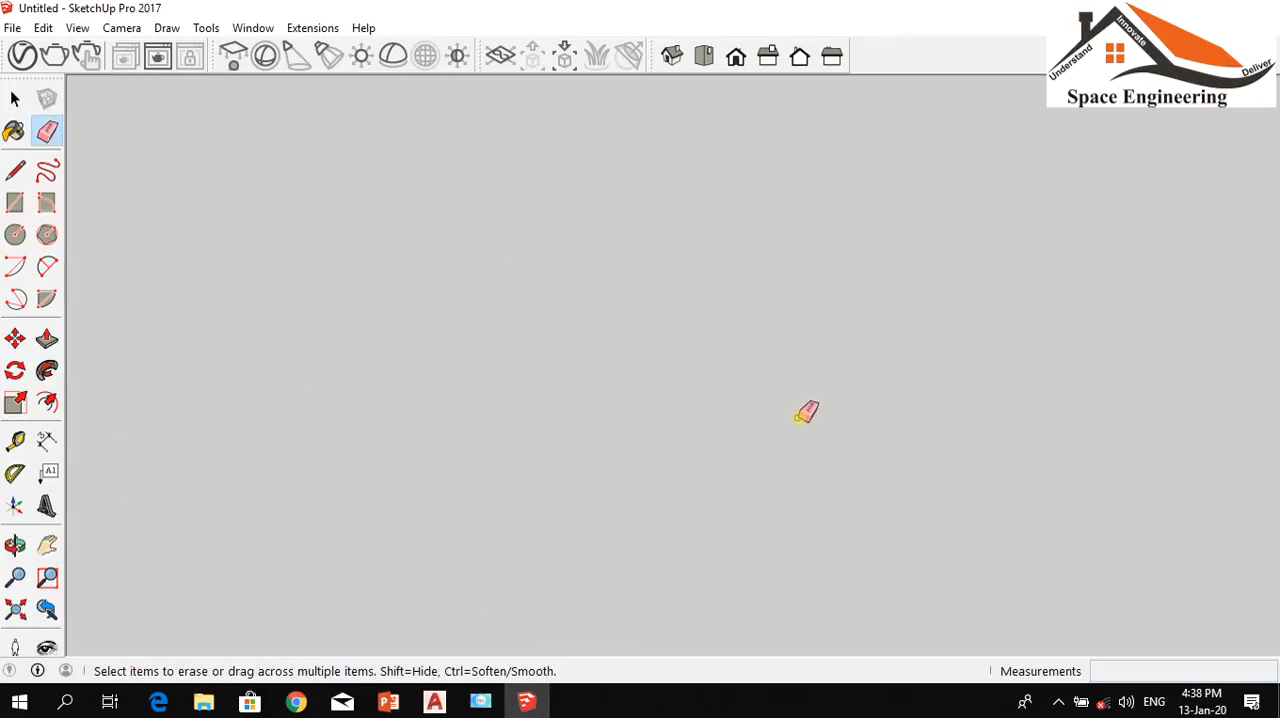 Untitled - SketchUp Pro 2017
File Edit View Camera Draw Tools Window Extensions Help
Understand Innovate Deliver
Space Engineering
A1
Select items to erase or drag across multiple items. Shift=Hide, Ctrl=Soften/Smooth.
Measurements
ENG
4:38 PM
13-Jan-20